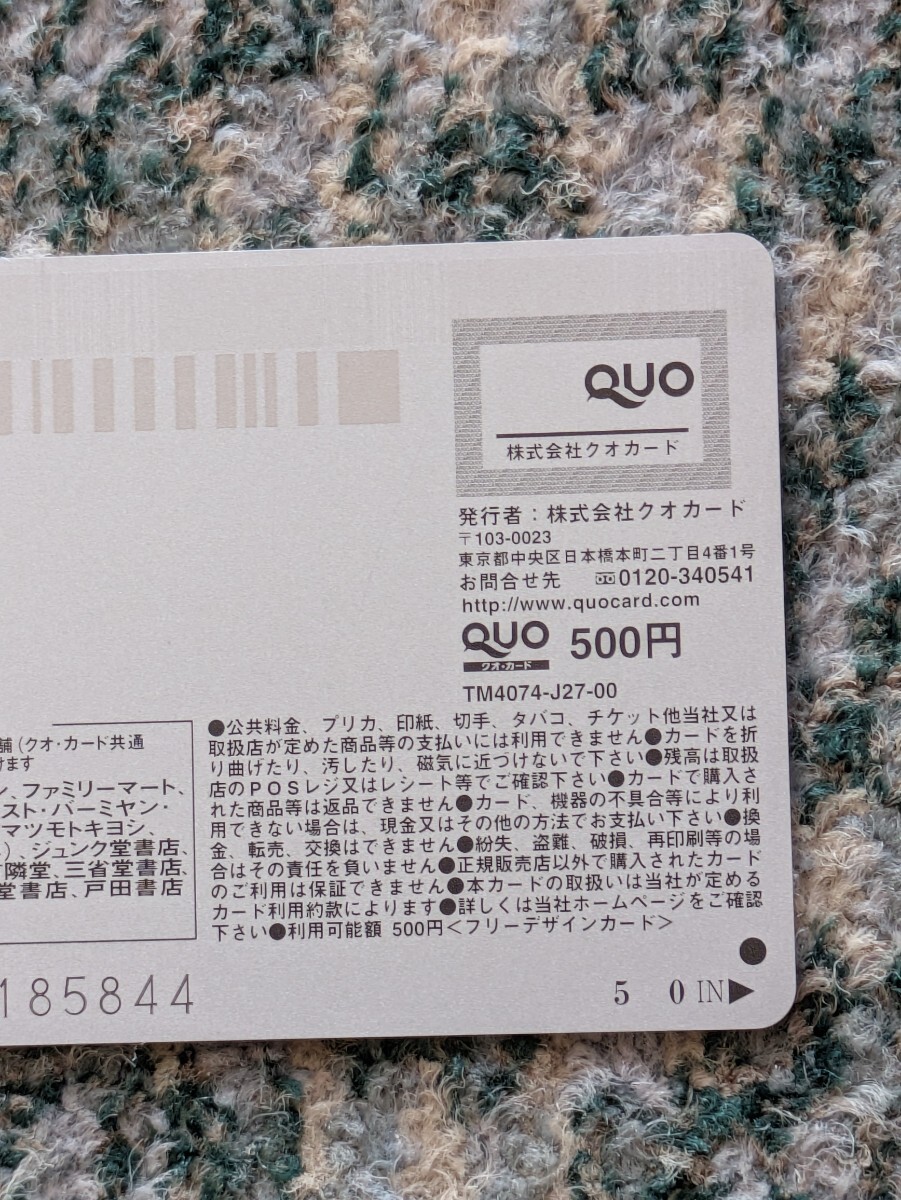 QUO
株式会社クオカード
発行者：株式会社クオカード
〒103-0023
東京都中央区日本橋本町二丁目4番1号
お問合せ先 0120-340541
http://www.quocard.com
QUO 500円
クオ・カード
TM4074-J27-00
舗(クオ・カード共通
けます
ン、ファミリーマート、
スト・バーミヤン・
マツモトキヨシ、
)、ジュンク堂書店、
隣堂、三省堂書店、
堂書店、戸田書店
●公共料金、プリカ、印紙、切手、タバコ、チケット他当社又は
取扱店が定めた商品等の支払いには利用できません●カードを折
り曲げたり、汚したり、磁気に近づけないで下さい●残高は取扱
店のPOSレジ又はレシート等でご確認下さい●カードで購入さ
れた商品等は返品できません●カード、機器の不具合等により利
用できない場合は、現金又はその他の方法でお支払い下さい●換
金、転売、交換はできません●紛失、盗難、破損、再印刷等の場
合はその責任を負いません●正規販売店以外で購入されたカード
のご利用は保証できません●本カードの取扱いは当社が定める
カード利用約款によります●詳しくは当社ホームページをご確認
下さい●利用可能額 500円<フリーデザインカード>
185844
5 0 IN▶